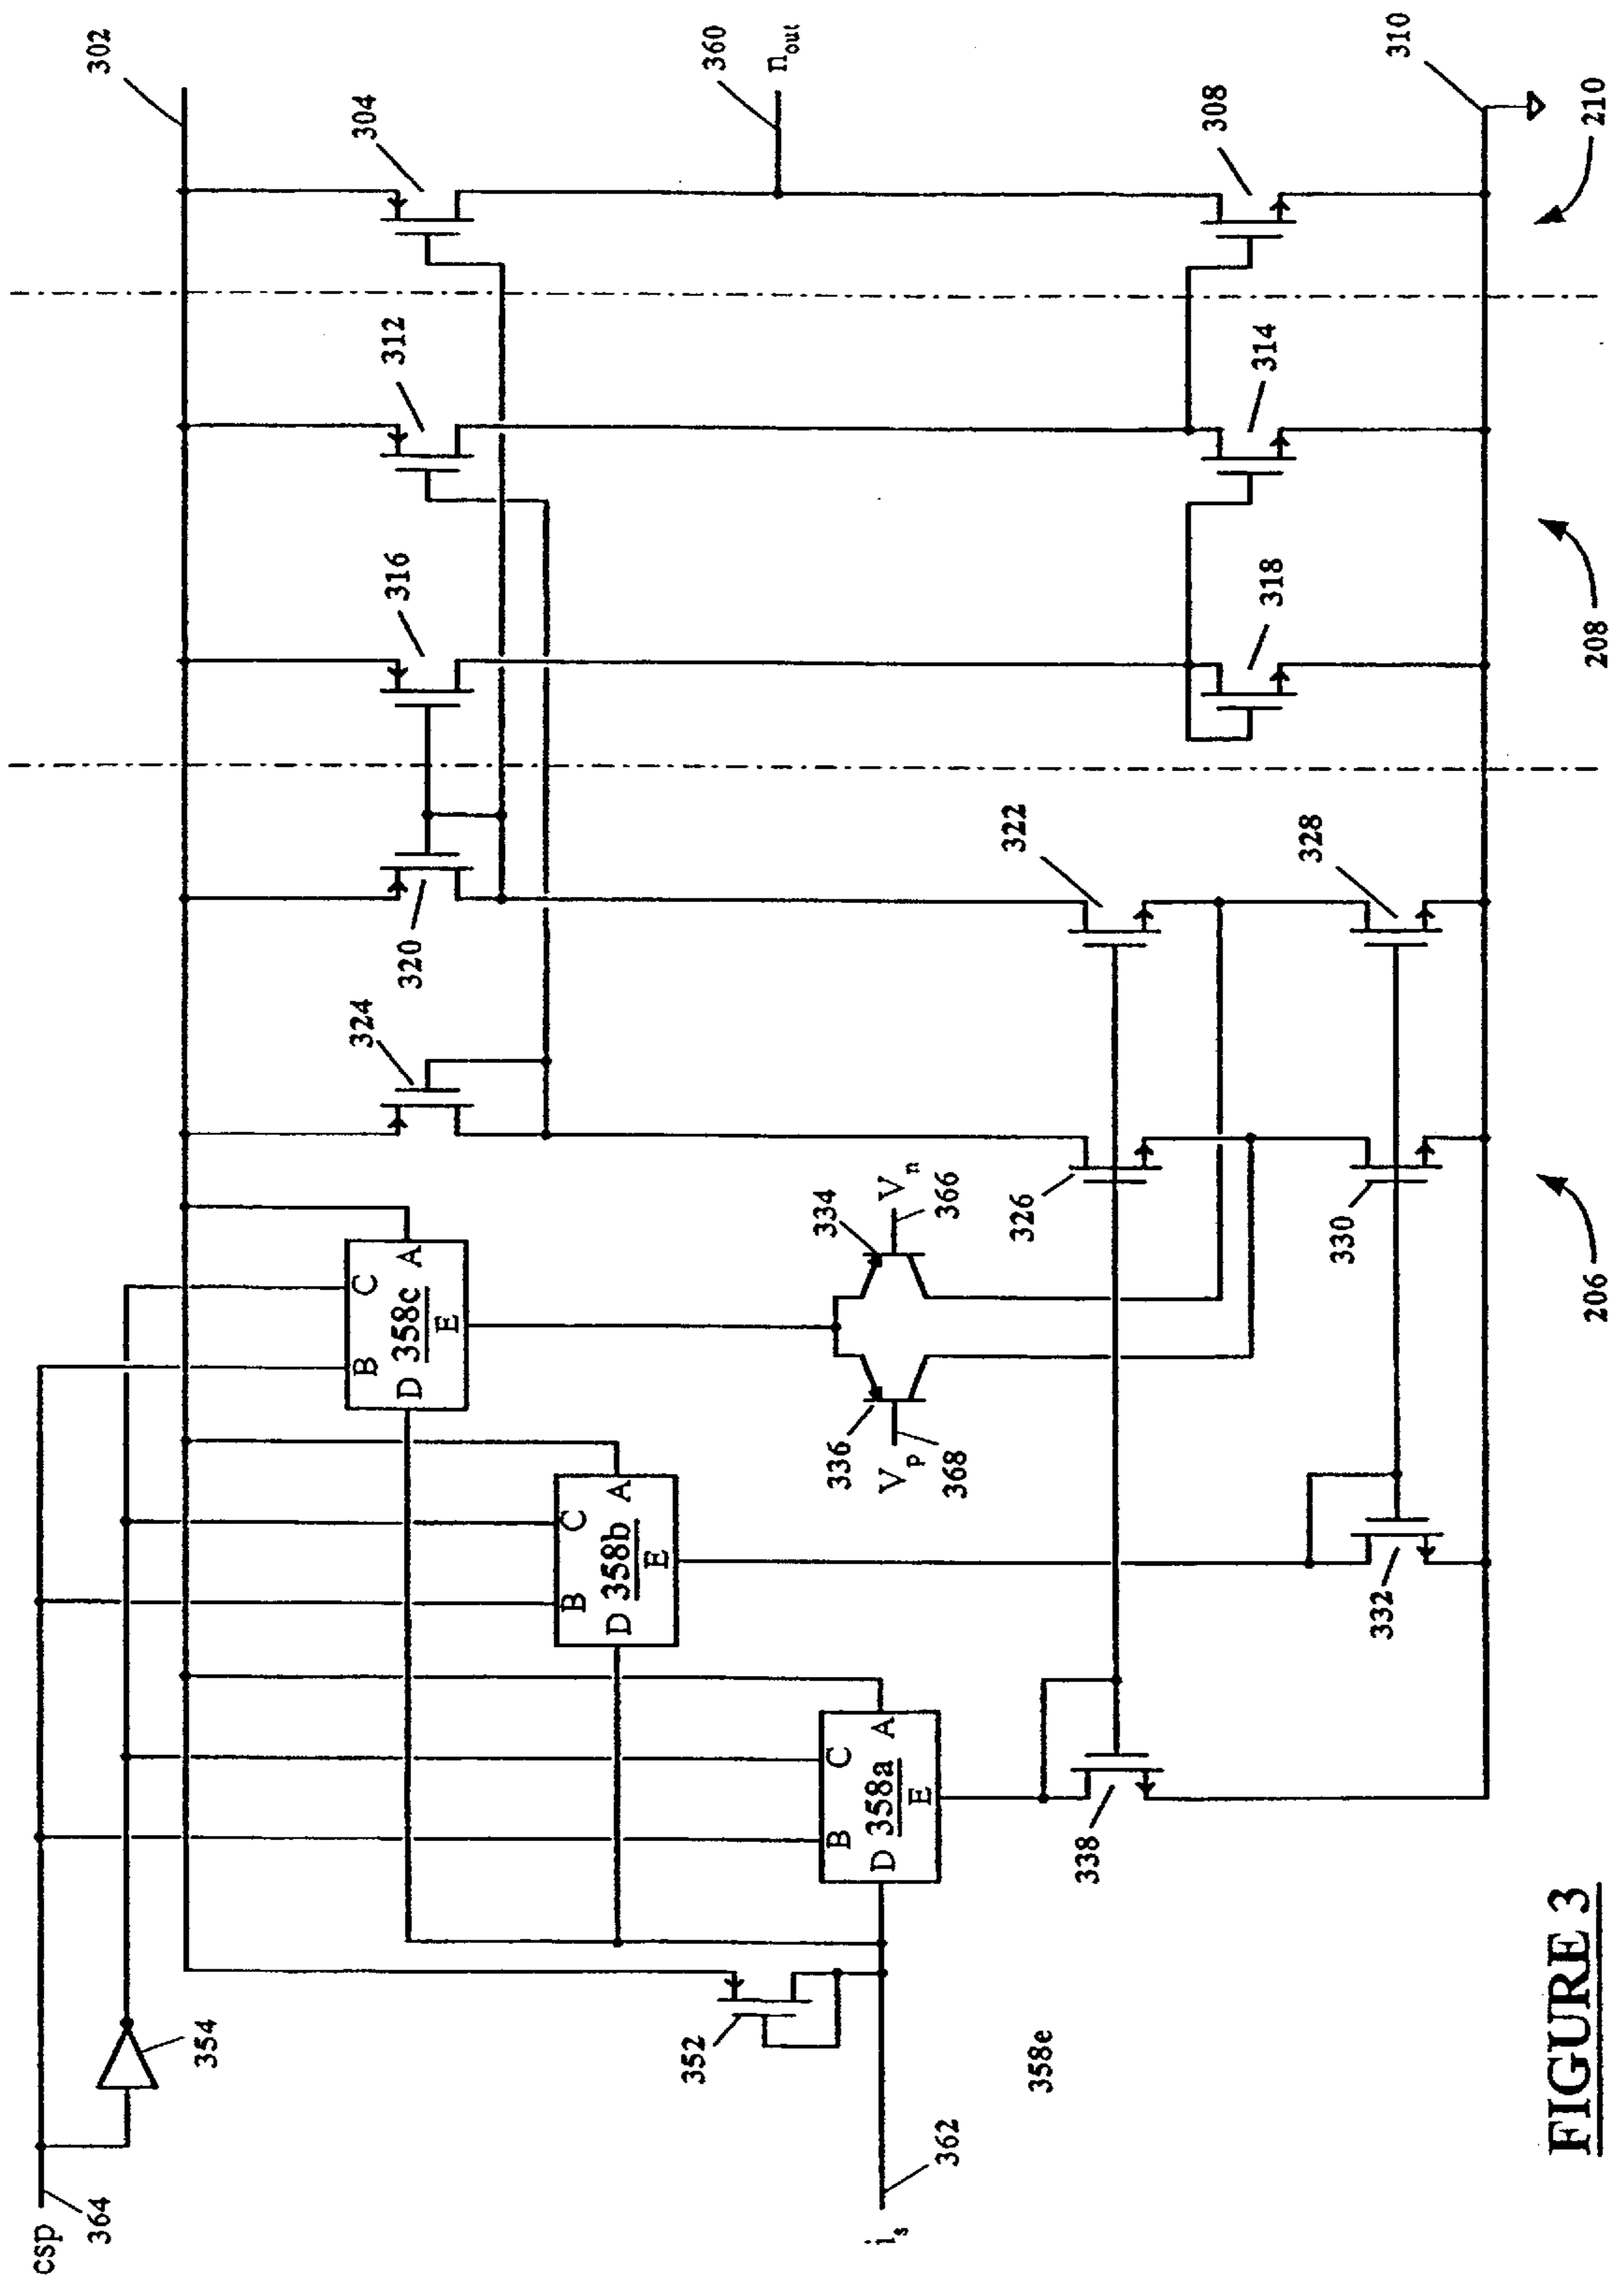 csp
364
354
302
304
360
n_out
310
308
210
312
314
316
318
208
320
322
328
324
326
330
206
334
V_n
366
336
V_p
368
332
338
C
B
A
D
358c
E
C
B
A
D
358b
E
C
B
A
D
358a
E
352
358e
i_s
362
FIGURE 3